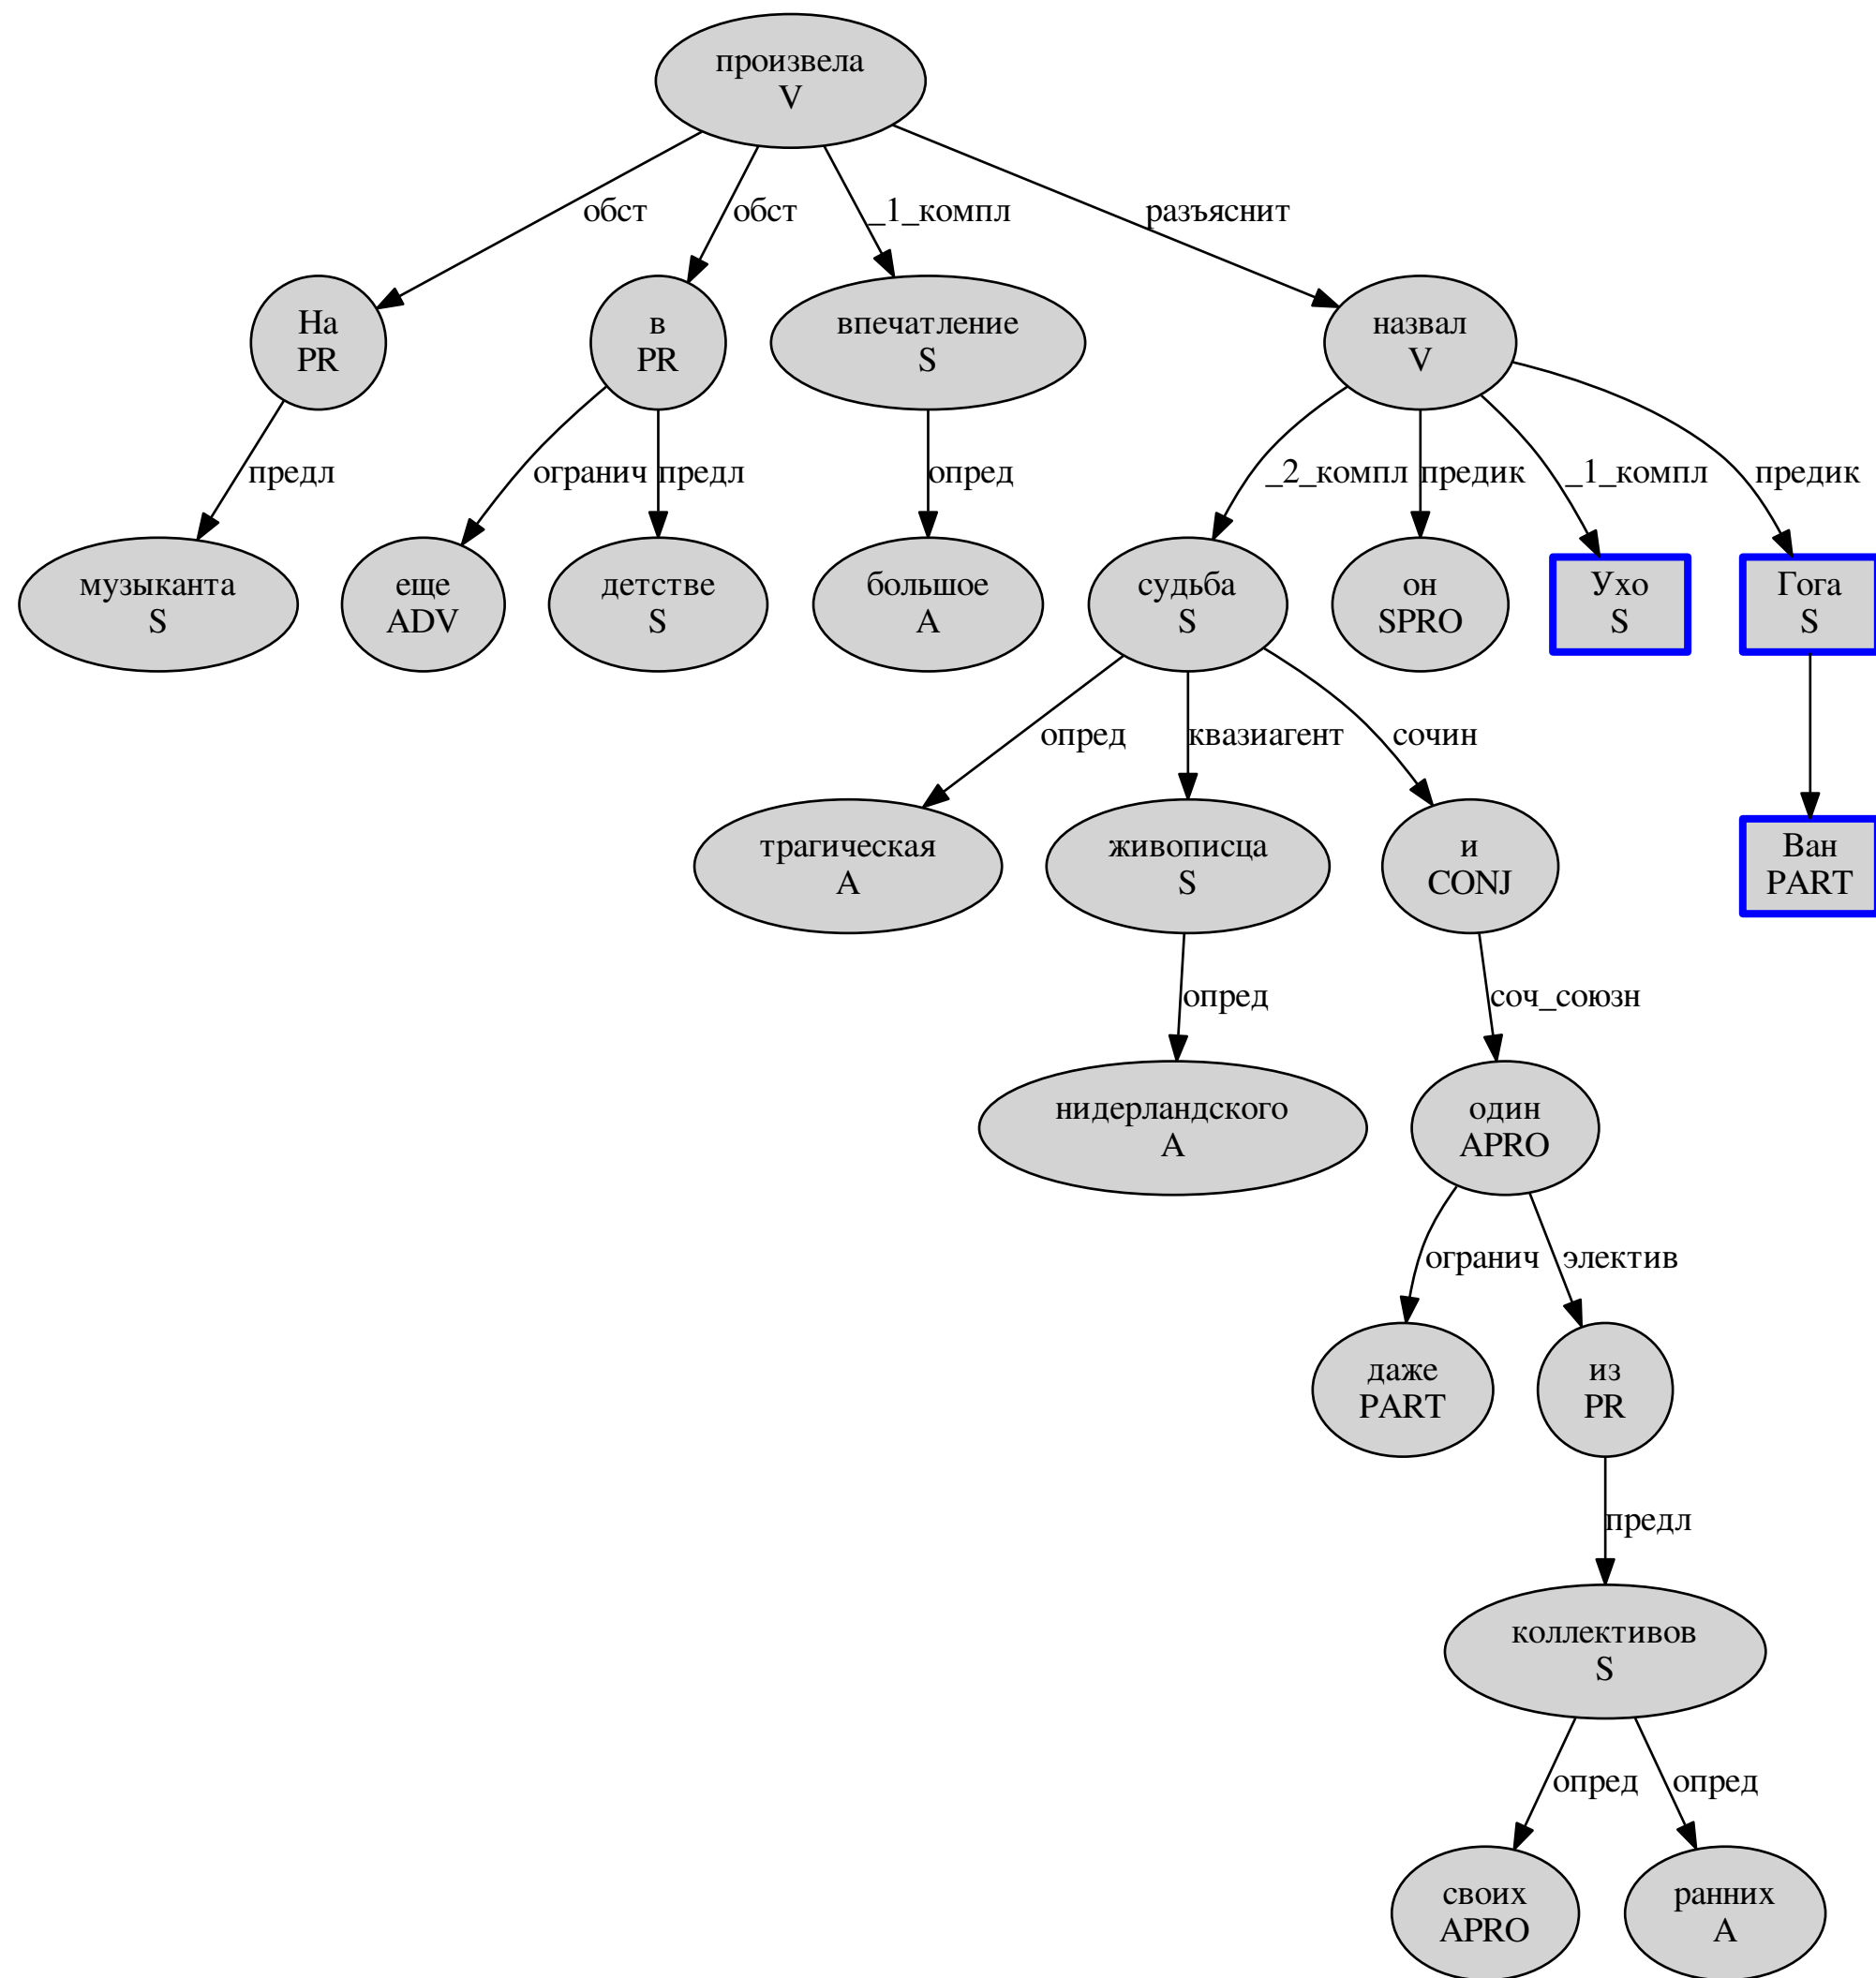 произвела
V
обст
обст
_1_компл
разъяснит
На
PR
в
PR
впечатление
S
назвал
V
предл
огранич
предл
опред
_2_компл
предик
_1_компл
предик
музыканта
S
еще
ADV
детстве
S
большое
A
судьба
S
он
SPRO
Ухо
S
Гога
S
опред
квазиагент
сочин
трагическая
A
живописца
S
и
CONJ
Ван
PART
опред
соч_союзн
нидерландского
A
один
APRO
огранич
электив
даже
PART
из
PR
предл
коллективов
S
опред
опред
своих
APRO
ранних
A